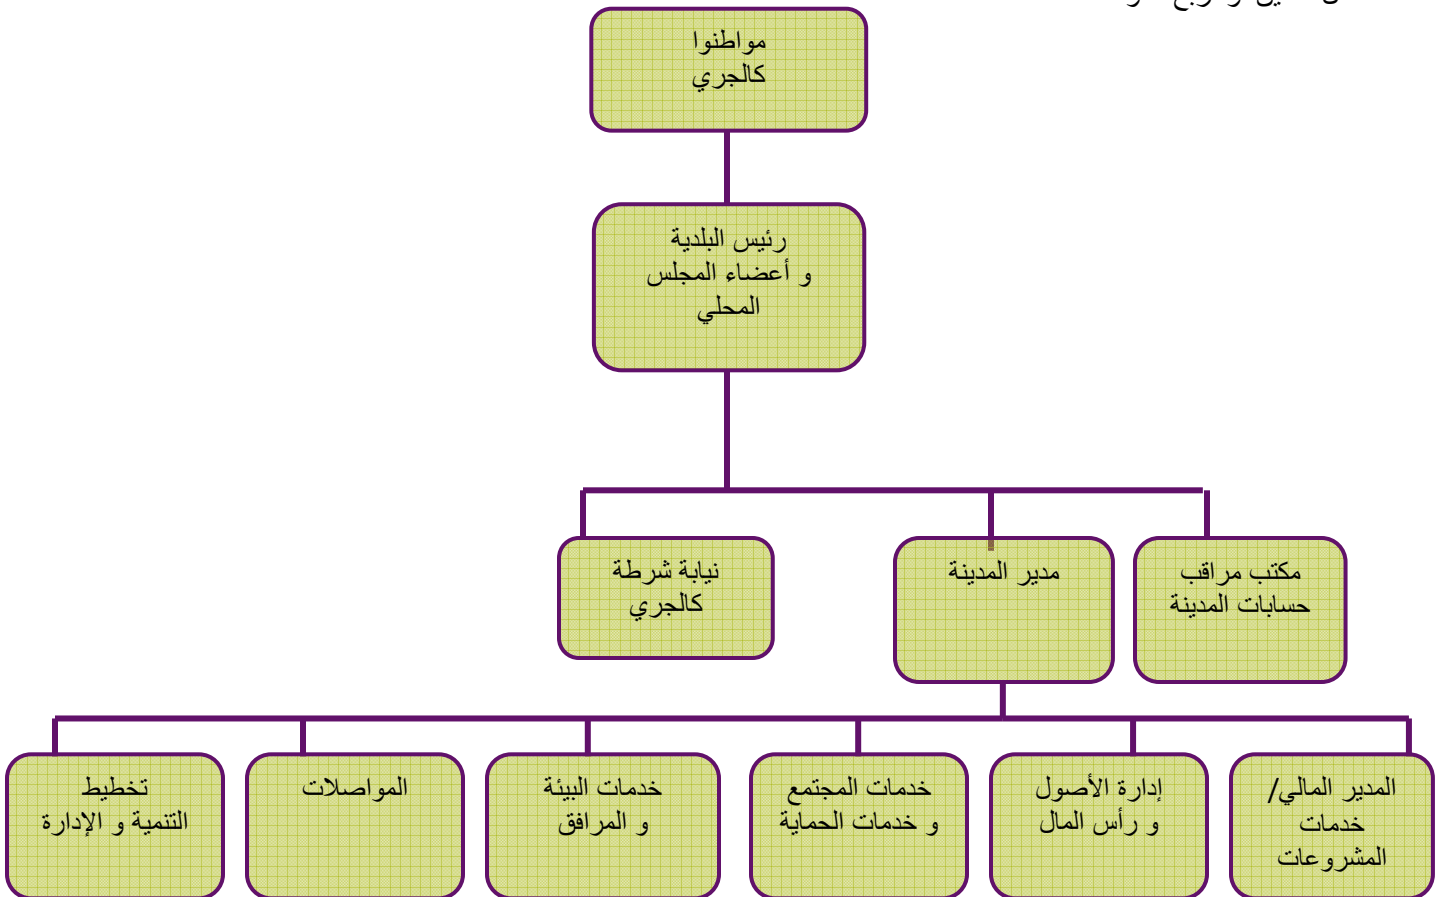 مواطنوا
كالجري
رئيس البلدية
و أعضاء المجلس
المحلي
مكتب مراقب
حسابات المدينة
مدير المدينة
نيابة شرطة
كالجري
المدير المالي/
خدمات
المشروعات
إدارة الأصول
و رأس المال
خدمات المجتمع
و خدمات الحماية
خدمات البيئة
و المرافق
المواصلات
تخطيط
التنمية و الإدارة